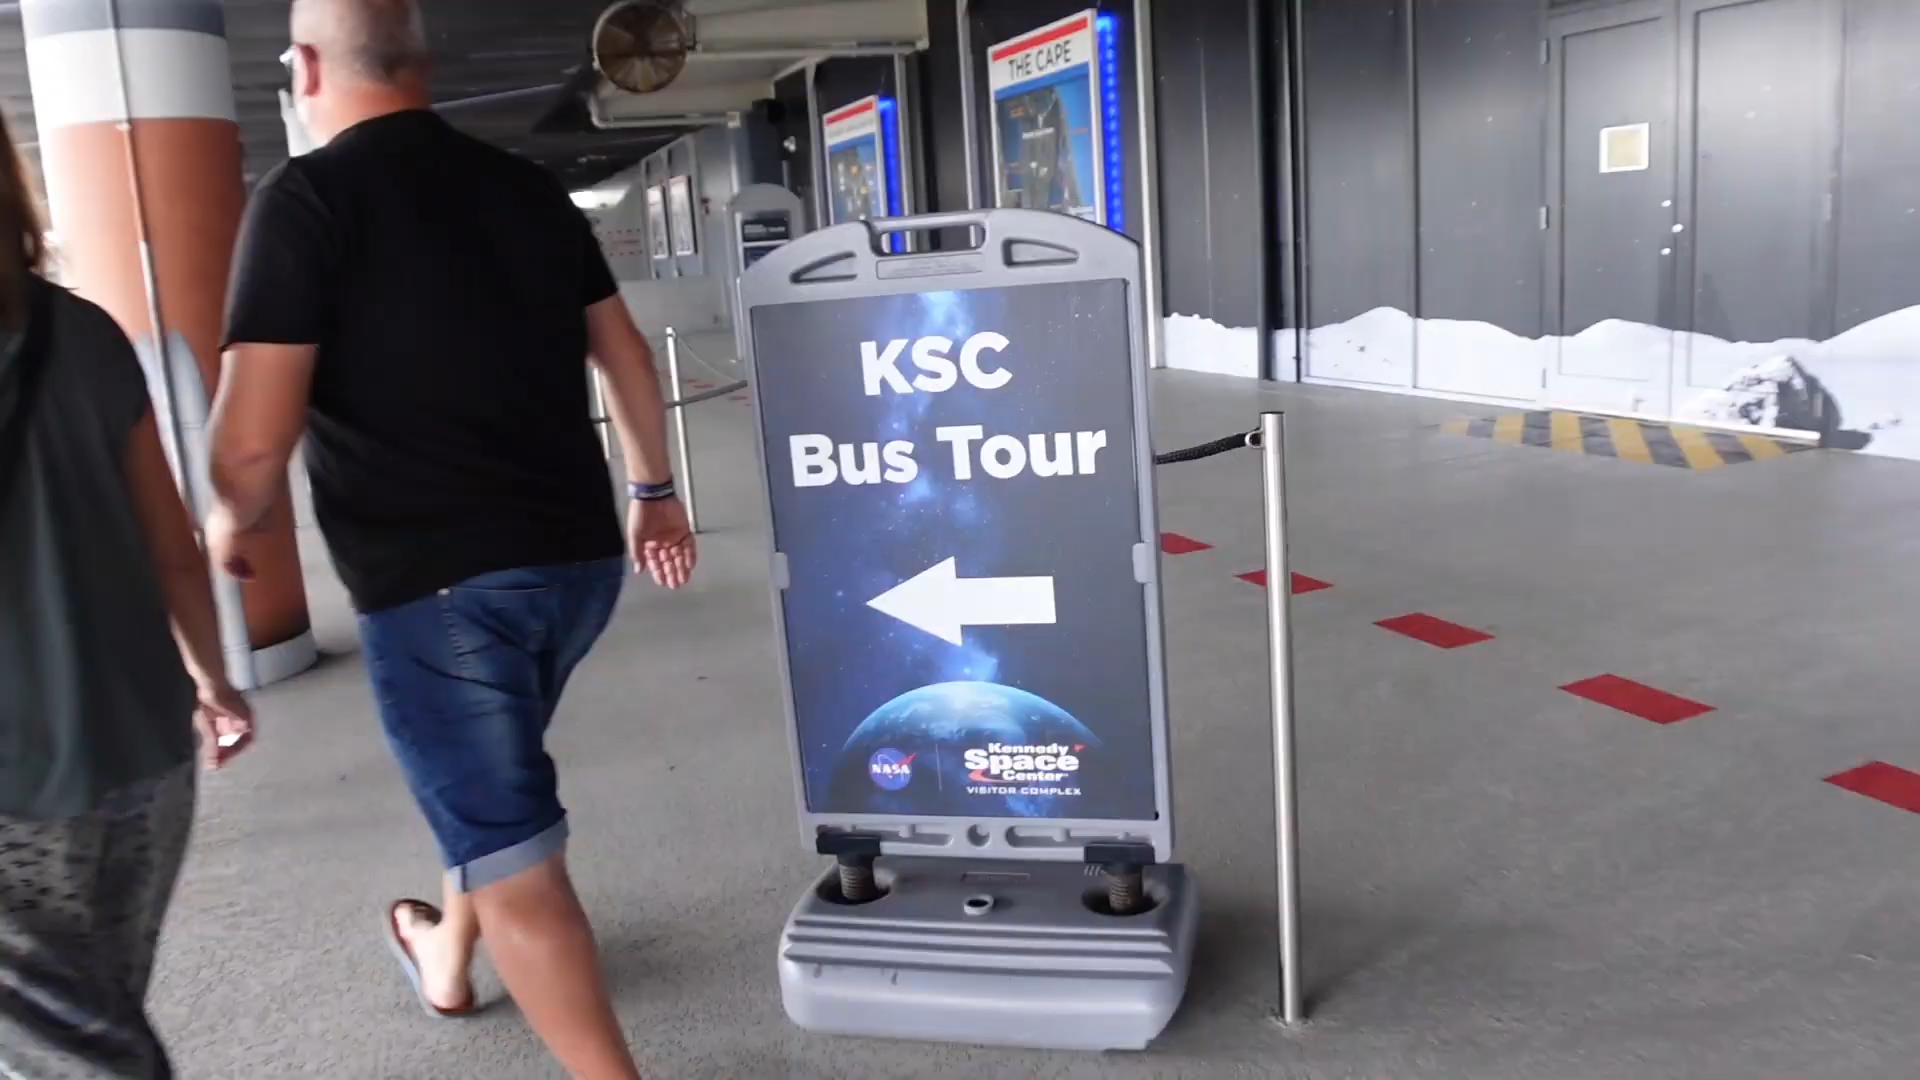 THE CAPE
KSC
Bus Tour
NASA
Kennedy
Space
Center
VISITOR COMPLEX